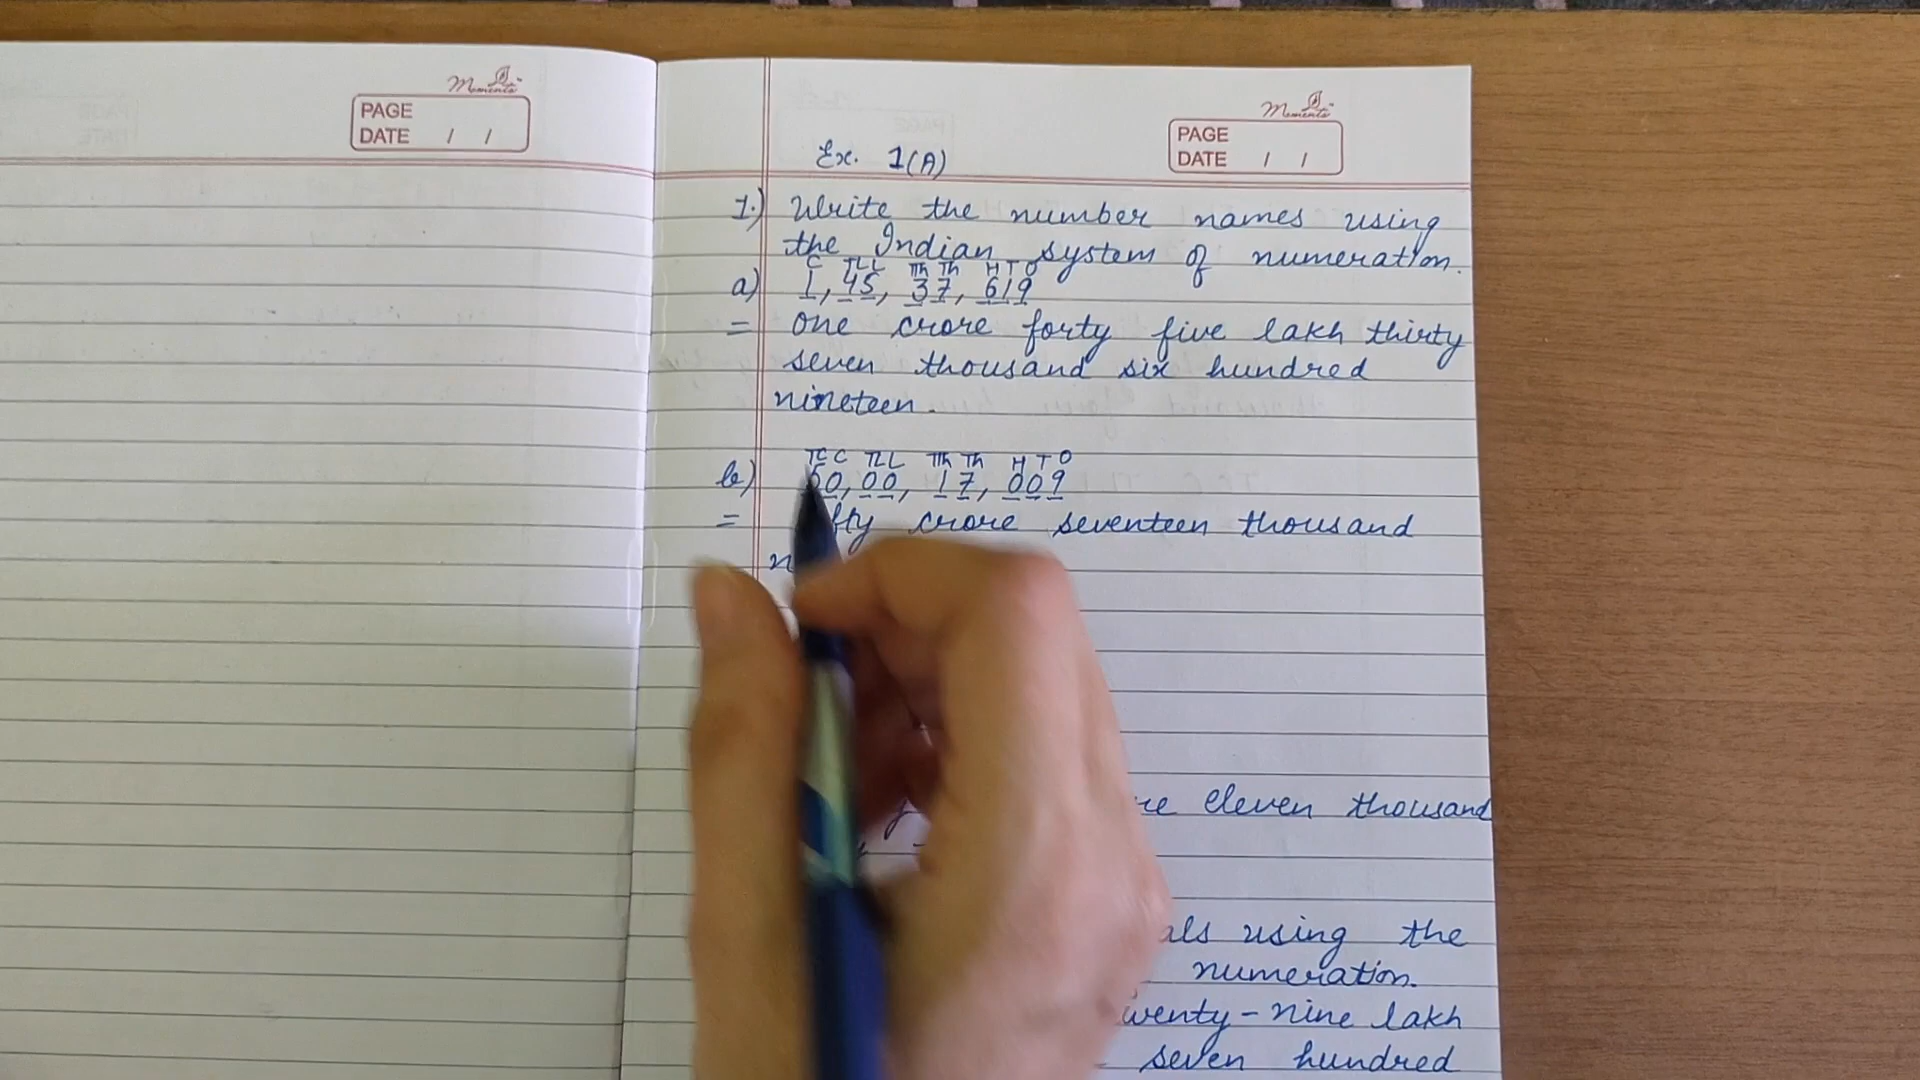 Moments
PAGE
DATE / /
Moments
PAGE
DATE / /
Ex. 1(A)
1.) Write the number names using
the Indian system of numeration.
C TL L TTh Th H T O
a) 1, 45, 37, 619
= One crore forty five lakh thirty
seven thousand six hundred
nineteen.
TC C TL L TTh Th H T O
b) 50, 00, 17, 009
= crore seventeen thousand
eleven thousand
using the
numeration.
nine lakh
seven hundred